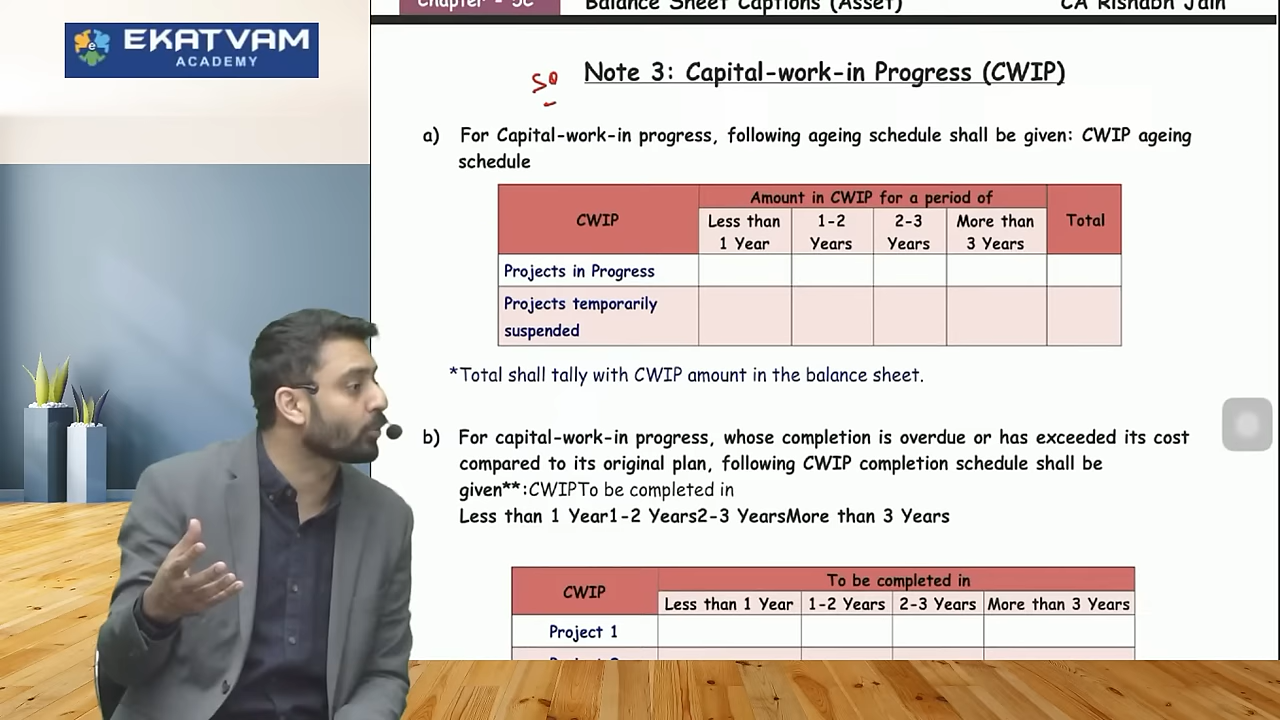 Chapter - 5C Balance Sheet Captions (Asset) CA Rishabh Jain
EKATVAM
ACADEMY
Note 3: Capital-work-in Progress (CWIP)
a) For Capital-work-in progress, following ageing schedule shall be given: CWIP ageing
schedule
CWIP
Amount in CWIP for a period of
Total
Less than
1 Year
1-2
Years
2-3
Years
More than
3 Years
Projects in Progress
Projects temporarily
suspended
*Total shall tally with CWIP amount in the balance sheet.
b) For capital-work-in progress, whose completion is overdue or has exceeded its cost
compared to its original plan, following CWIP completion schedule shall be
given**:CWIPTo be completed in
Less than 1 Year1-2 Years2-3 YearsMore than 3 Years
CWIP
To be completed in
Less than 1 Year 1-2 Years 2-3 Years More than 3 Years
Project 1